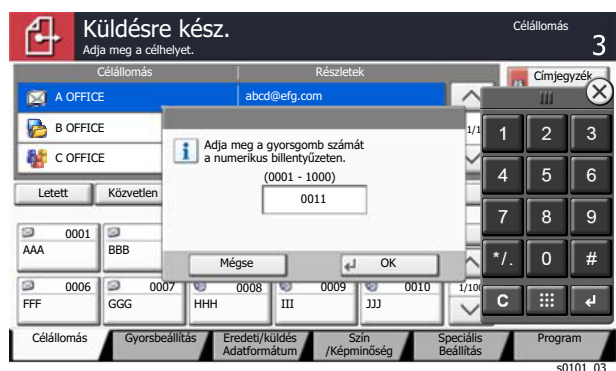 Küldésre kész.
Adja meg a célhelyet.
Célállomás
3
Célállomás Részletek
Címjegyzék
A OFFICE abcd@efg.com
B OFFICE
1/1
C OFFICE
Adja meg a gyorsgomb számát
a numerikus billentyűzeten.
(0001 - 1000)
0011
Mégse OK
1 2 3
4 5 6
7 8 9
*/. 0 #
C
Letett Közvetlen
0001
AAA BBB
0006 0007 0008 0009 0010
FFF GGG HHH III JJJ
1/100
Célállomás Gyorsbeállítás Eredeti/küldés Adatformátum Szín /Képminőség Speciális Beállítás Program
s0101_03